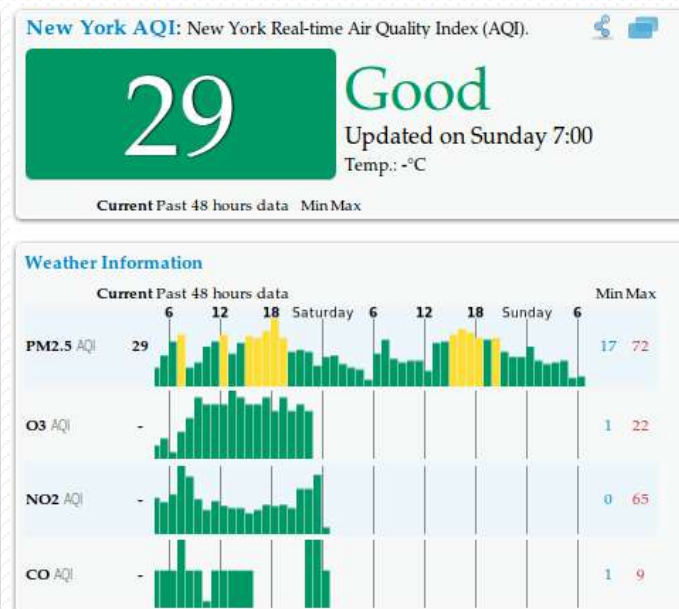 New York AQI: New York Real-time Air Quality Index (AQI).
29
Good
Updated on Sunday 7:00
Temp.: -°C
Current Past 48 hours data Min Max
Weather Information
Current Past 48 hours data Min Max
6 12 18 Saturday 6 12 18 Sunday 6
PM2.5 AQI 29 17 72
O3 AQI - 1 22
NO2 AQI - 0 65
CO AQI - 1 9